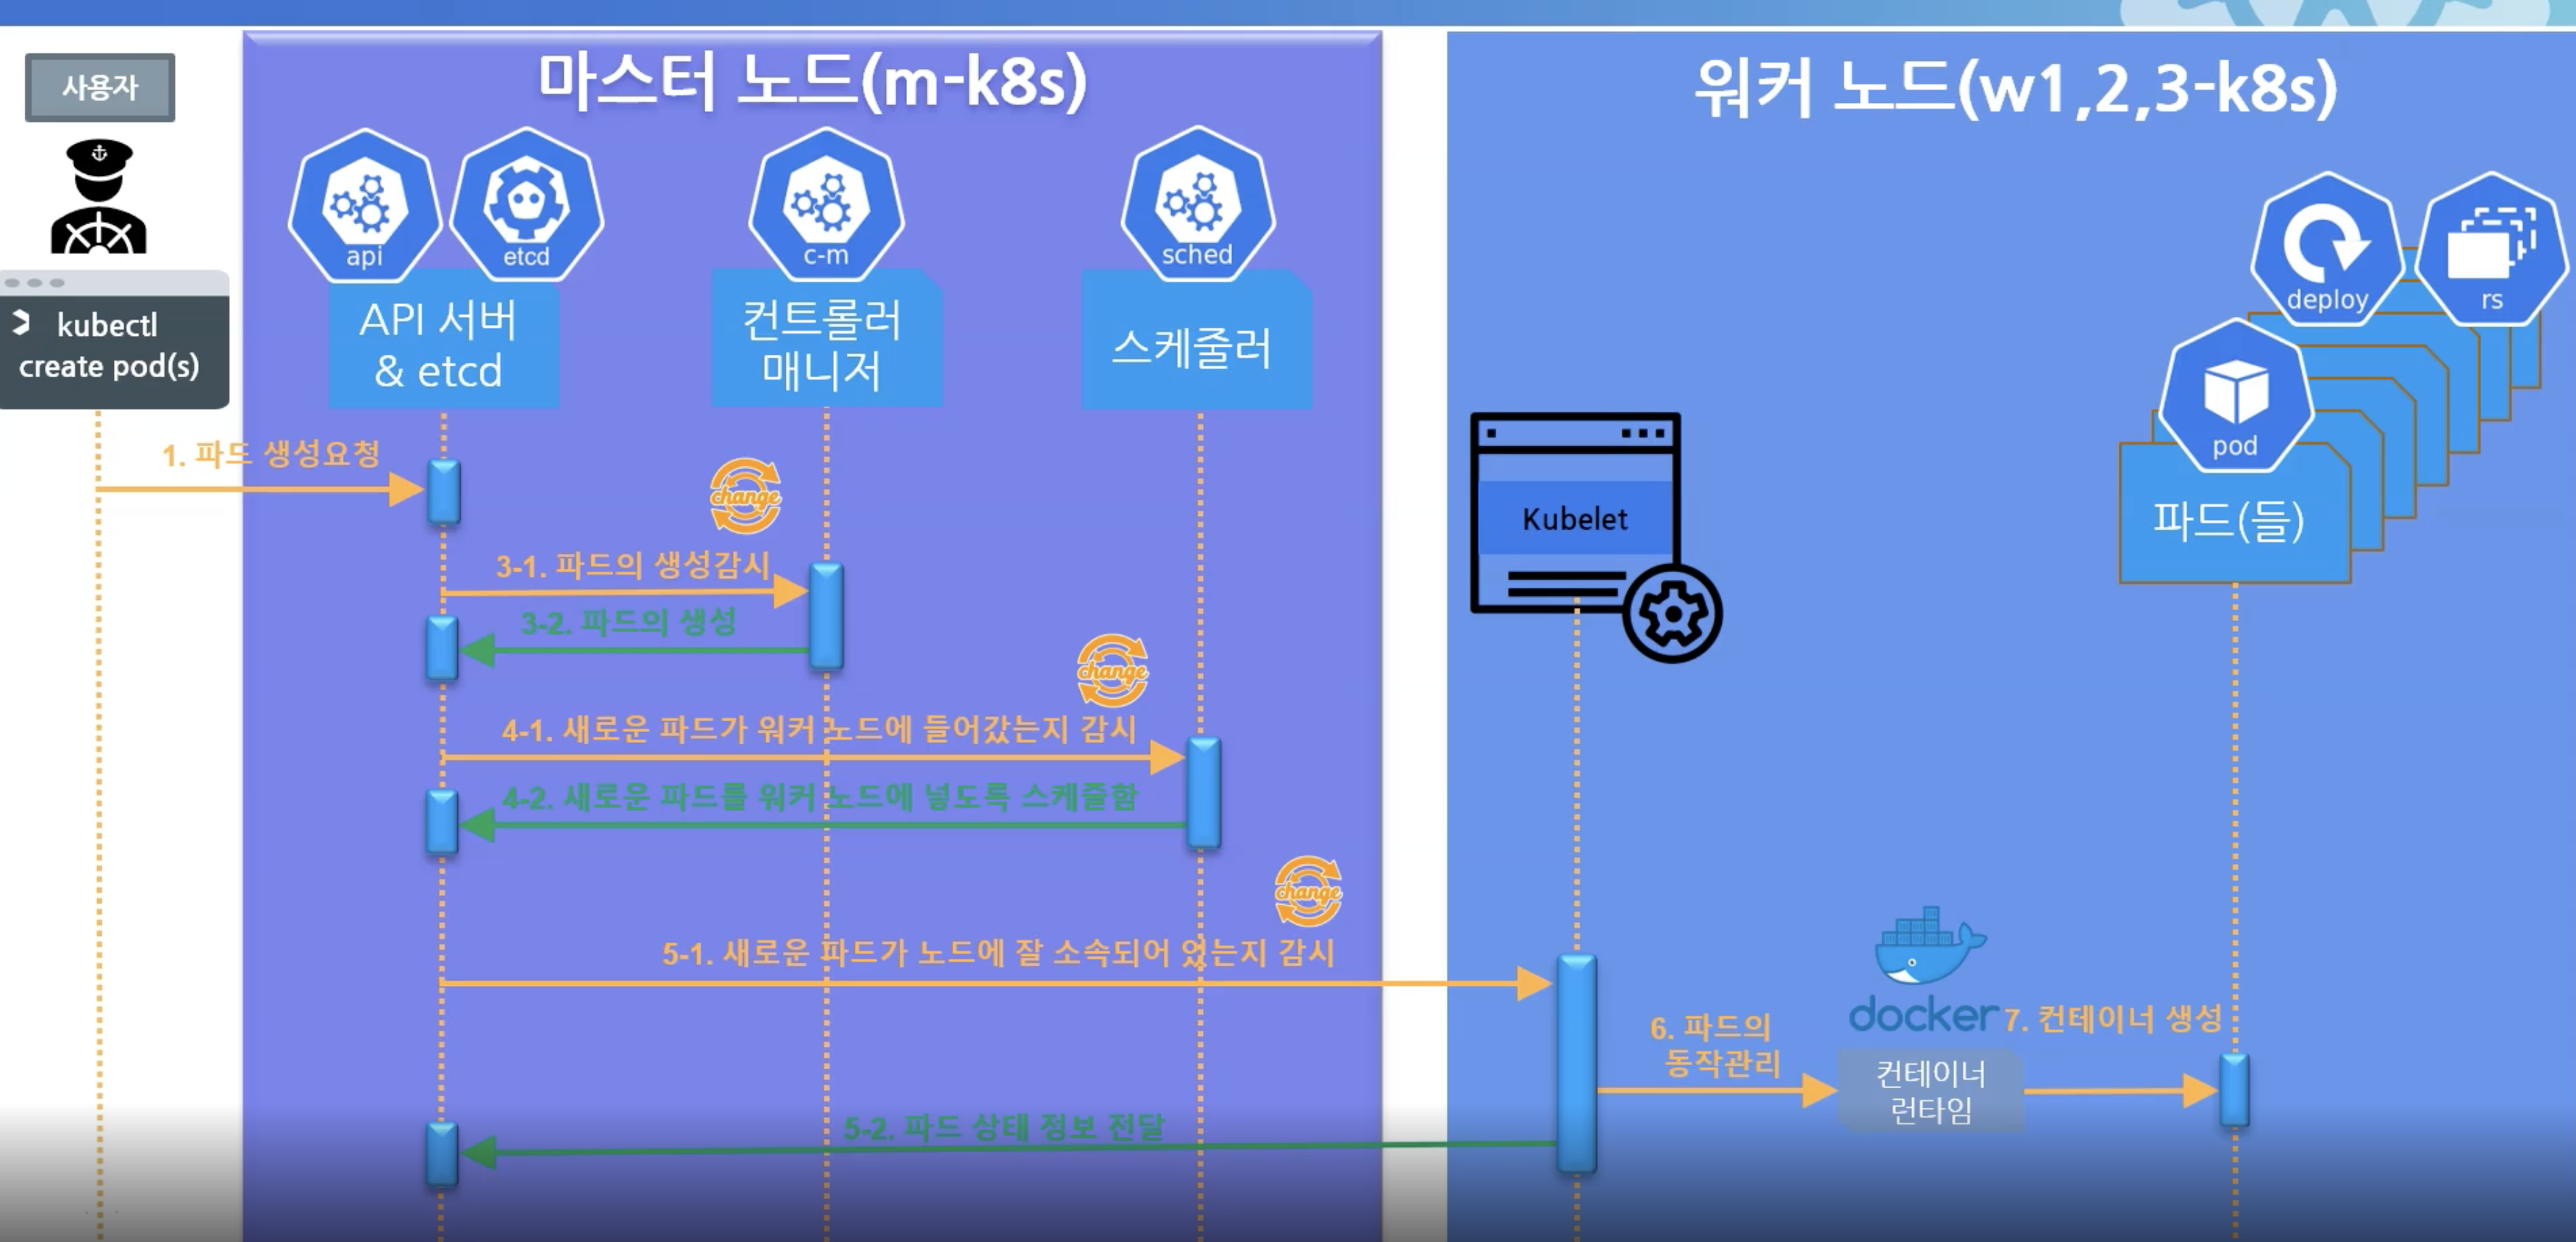 마스터 노드(m-k8s)
워커 노드(w1,2,3-k8s)
사용자
api
etcd
c-m
sched
deploy
rs
kubectl
create pod(s)
API 서버
& etcd
컨트롤러
매니저
스케줄러
pod
파드(들)
Kubelet
1. 파드 생성요청
change
3-1. 파드의 생성감시
3-2. 파드의 생성
change
4-1. 새로운 파드가 워커 노드에 들어갔는지 감시
4-2. 새로운 파드를 워커 노드에 넣도록 스케줄함
change
5-1. 새로운 파드가 노드에 잘 소속되어 있는지 감시
docker
6. 파드의
동작관리
7. 컨테이너 생성
컨테이너
런타임
5-2. 파드 상태 정보 전달